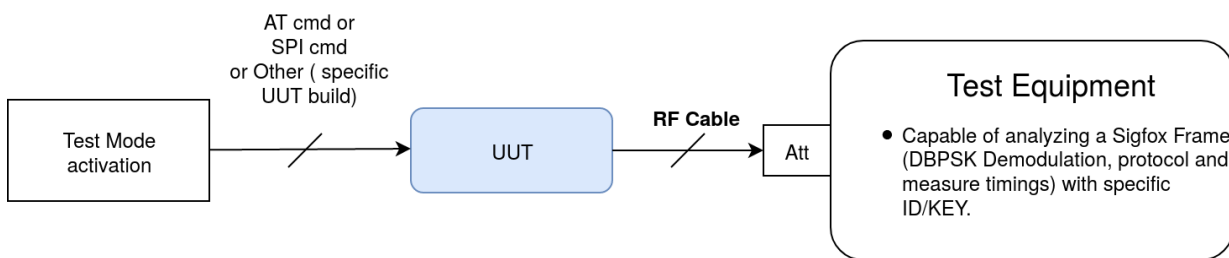 AT cmd or
SPI cmd
or Other ( specific
UUT build)
Test Mode
activation
UUT
RF Cable
Att
Test Equipment
• Capable of analyzing a Sigfox Frame
(DBPSK Demodulation, protocol and
measure timings) with specific
ID/KEY.